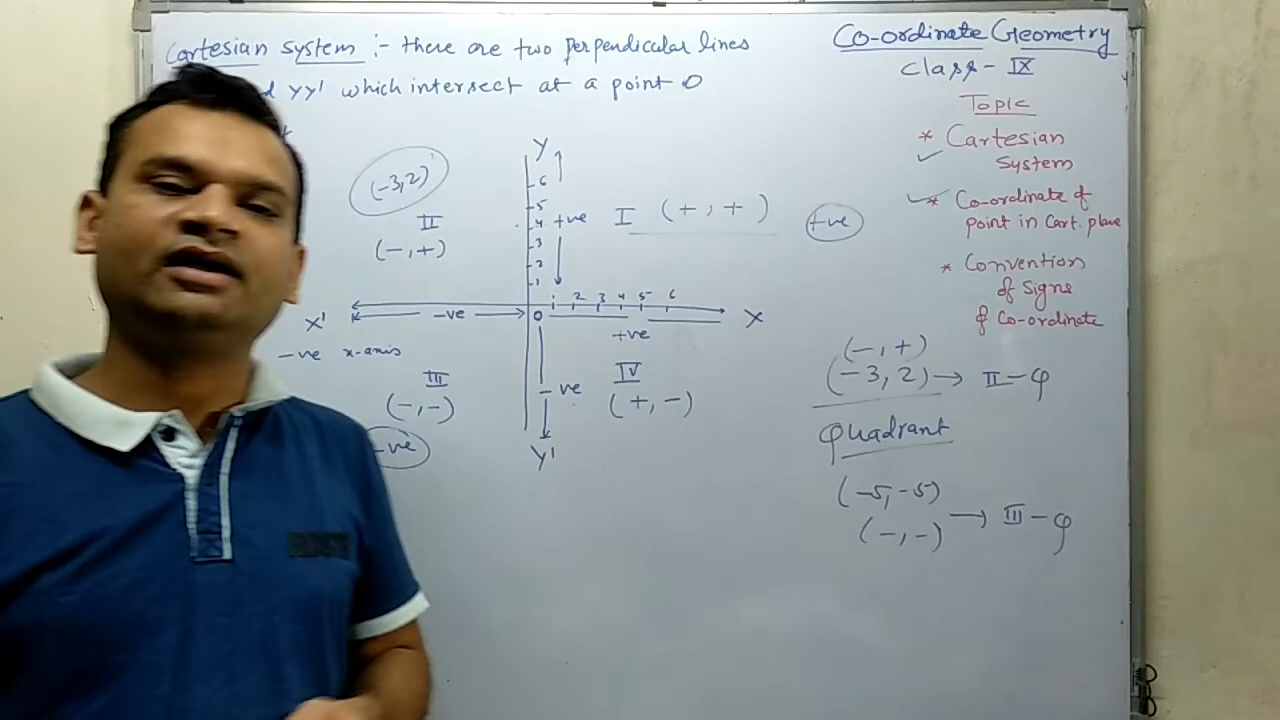 Cartesian System :- there are two perpendicular lines
YY' which intersect at a point O
Co-ordinate Geometry
Class - IX
Topic
* Cartesian
System
* Co-ordinate of
point in Cart. plane
* Convention
of Signs
of Co-ordinate
Y
(-3,2)
6
5
4 +ve
3
2
1
II
(-,+)
I (+,+)
+ve
X' -ve O 1 2 3 4 5 6 X
+ve
-ve x-axis
III
(-,-)
-ve
-ve
IV
(+,-)
Y'
(-,+)
(-3,2) → II-Q
Quadrant
(-5,-5)
(-,-) → III-Q